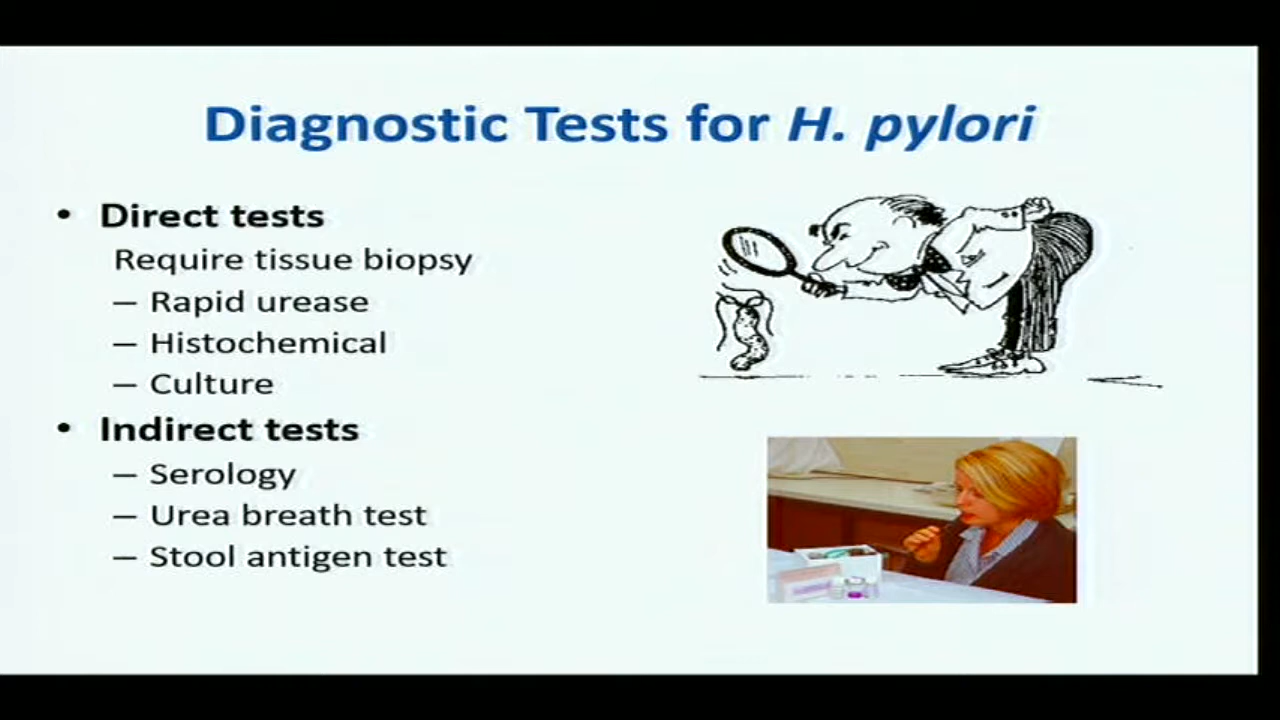 Diagnostic Tests for H. pylori
• Direct tests
Require tissue biopsy
– Rapid urease
– Histochemical
– Culture
• Indirect tests
– Serology
– Urea breath test
– Stool antigen test